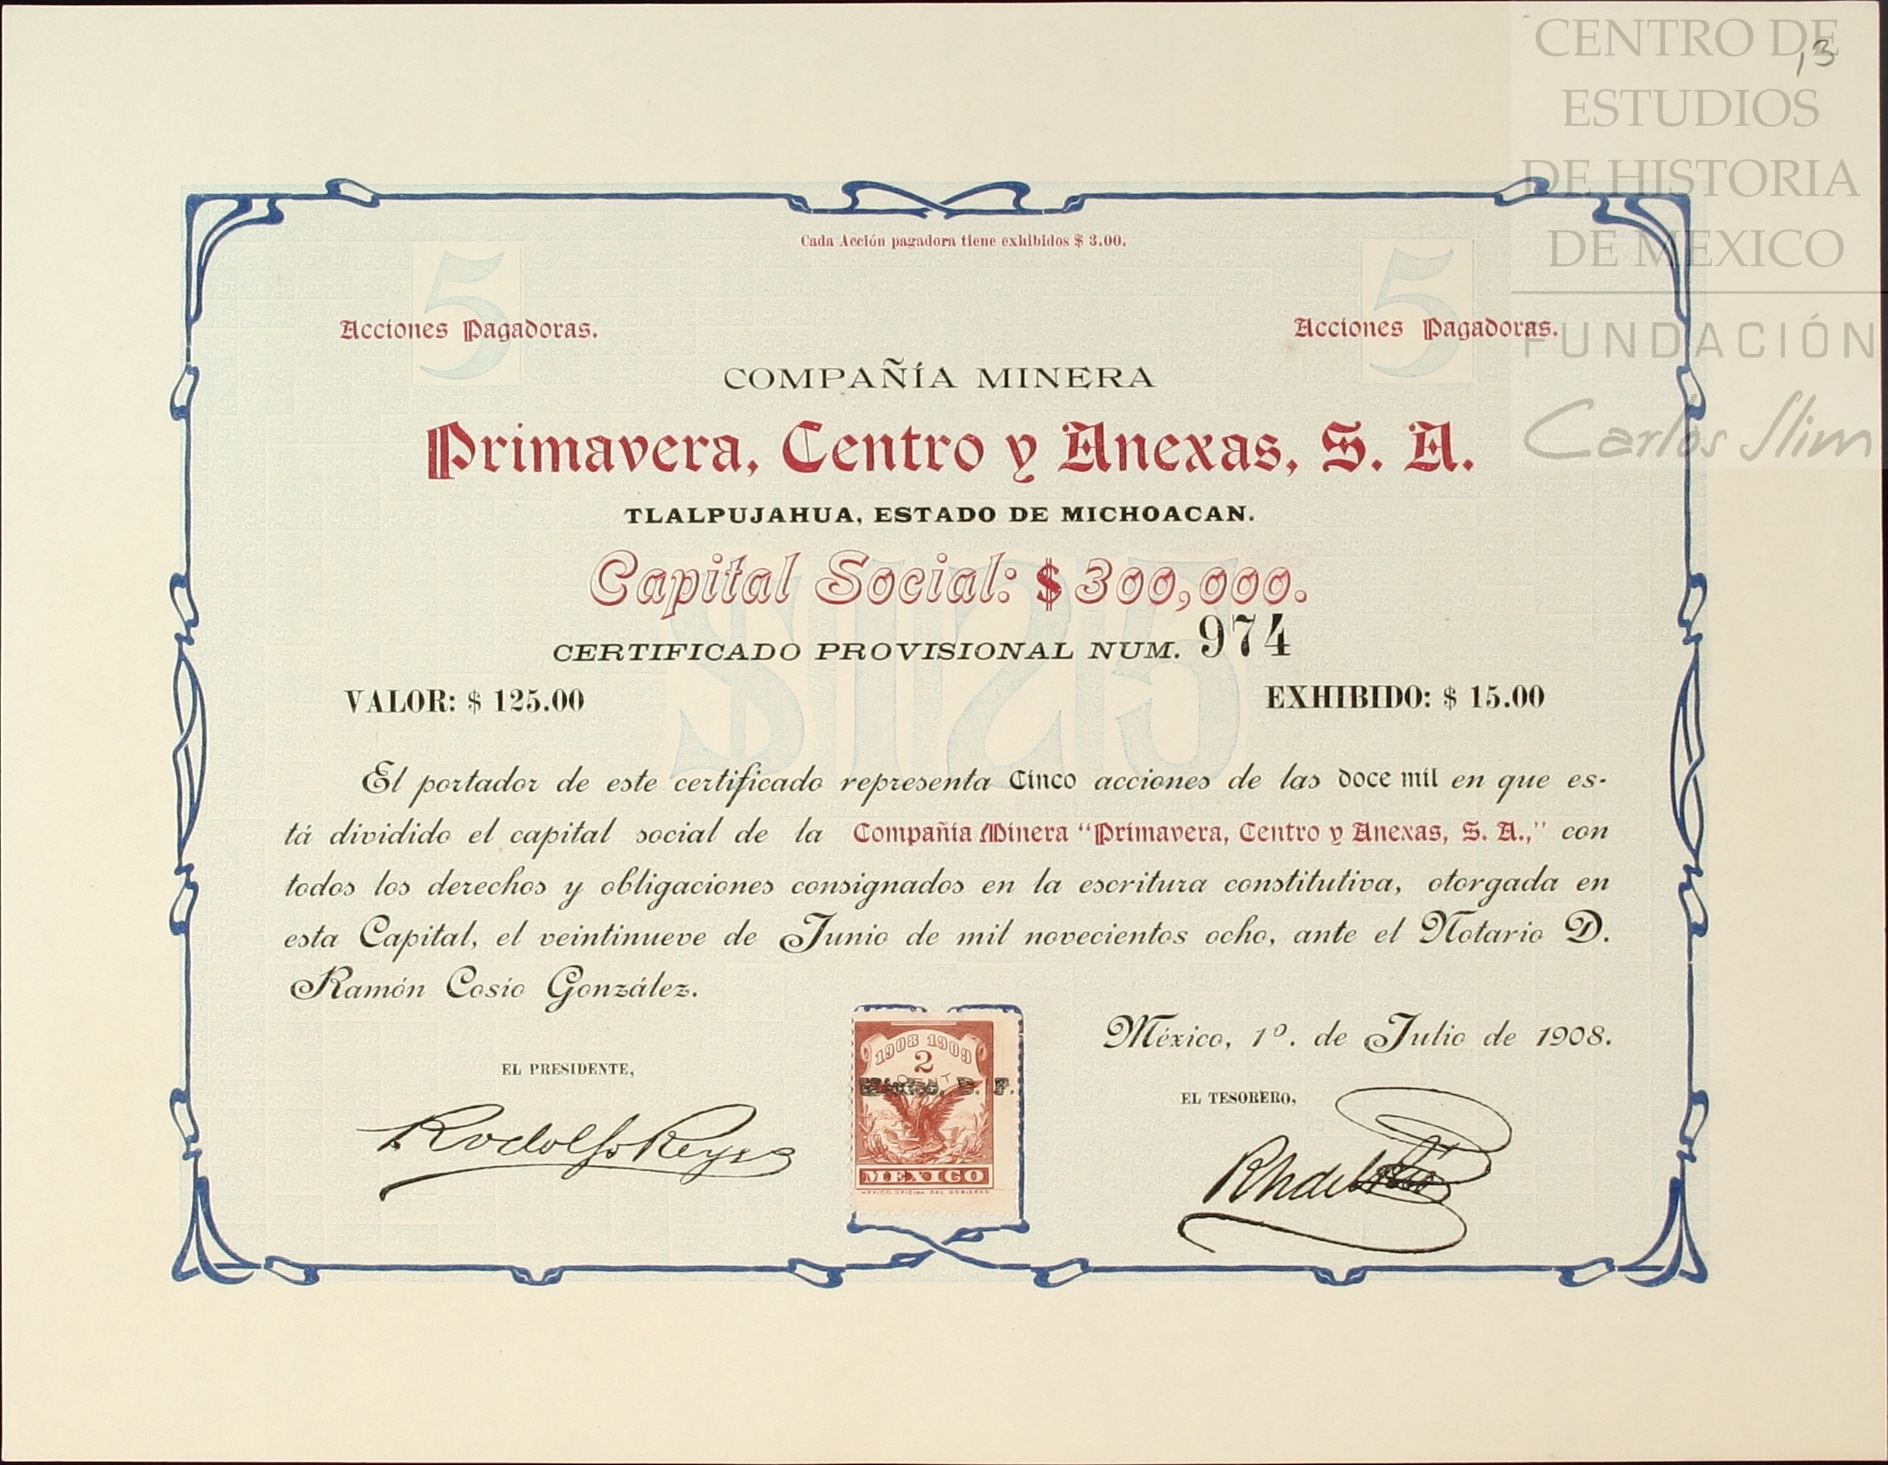 CENTRO DE
ESTUDIOS
DE HISTORIA
DE MEXICO
FUNDACIÓN
Carlos Slim
13
Cada Acción pagadora tiene exhibidos $ 3.00.
5
5
Acciones Pagadoras.
Acciones Pagadoras.
COMPAÑÍA MINERA
Primavera, Centro y Anexas, S. A.
TLALPUJAHUA, ESTADO DE MICHOACAN.
Capital Social: $ 300,000.
CERTIFICADO PROVISIONAL NUM. 974
$125
VALOR: $ 125.00
EXHIBIDO: $ 15.00
El portador de este certificado representa Cinco acciones de las doce mil en que es-
tá dividido el capital social de la Compañía Minera "Primavera, Centro y Anexas, S. A.," con
todos los derechos y obligaciones consignados en la escritura constitutiva, otorgada en
esta Capital, el veintinueve de Junio de mil novecientos ocho, ante el Notario D.
Ramón Cosío González.
México, 1º. de Julio de 1908.
EL PRESIDENTE,
Rodolfo Reyes
1908 1909
2
México, D. F.
MEXICO
MEXICO OFICINA DEL GOBIERNO
EL TESORERO,